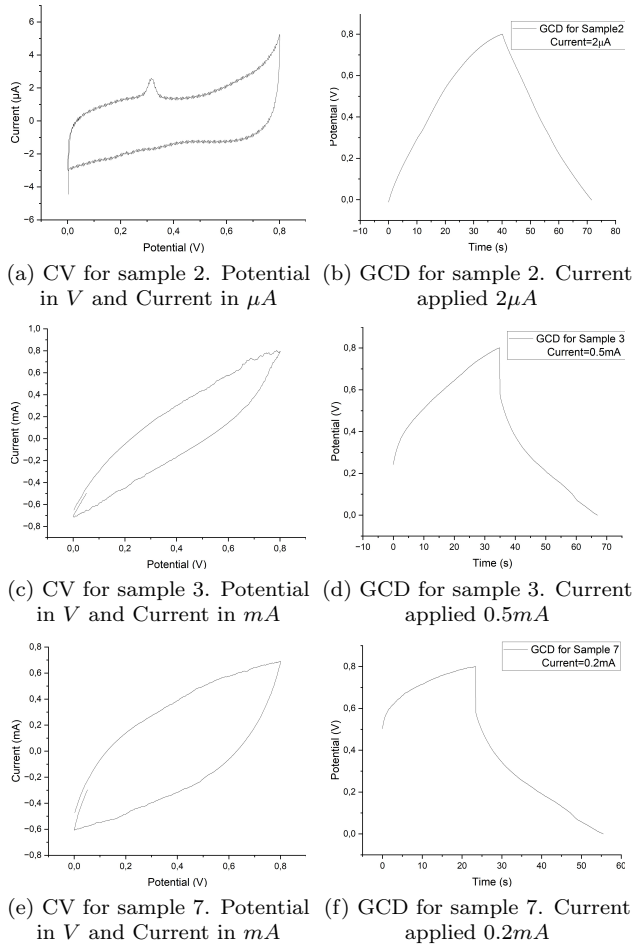 6
4
2
0
−2
−4
−6
Current (µA)
0,0 0,2 0,4 0,6 0,8
Potential (V)
GCD for Sample2
Current=2µA
0,8
0,6
0,4
0,2
0,0
Potential (V)
−10 0 10 20 30 40 50 60 70 80
Time (s)
(a) CV for sample 2. Potential
in V and Current in µA
(b) GCD for sample 2. Current
applied 2µA
1,0
0,8
0,6
0,4
0,2
0,0
−0,2
−0,4
−0,6
−0,8
Current (mA)
0,0 0,2 0,4 0,6 0,8
Potential (V)
GCD for Sample 3
Current=0.5mA
0,8
0,6
0,4
0,2
0,0
Potential (V)
−10 0 10 20 30 40 50 60 70
Time (s)
(c) CV for sample 3. Potential
in V and Current in mA
(d) GCD for sample 3. Current
applied 0.5mA
0,8
0,6
0,4
0,2
0,0
−0,2
−0,4
−0,6
−0,8
Current (mA)
0,0 0,2 0,4 0,6 0,8
Potential (V)
GCD for Sample 7
Current=0.2mA
0,8
0,6
0,4
0,2
0,0
Potential (V)
0 10 20 30 40 50 60
Time (s)
(e) CV for sample 7. Potential
in V and Current in mA
(f) GCD for sample 7. Current
applied 0.2mA